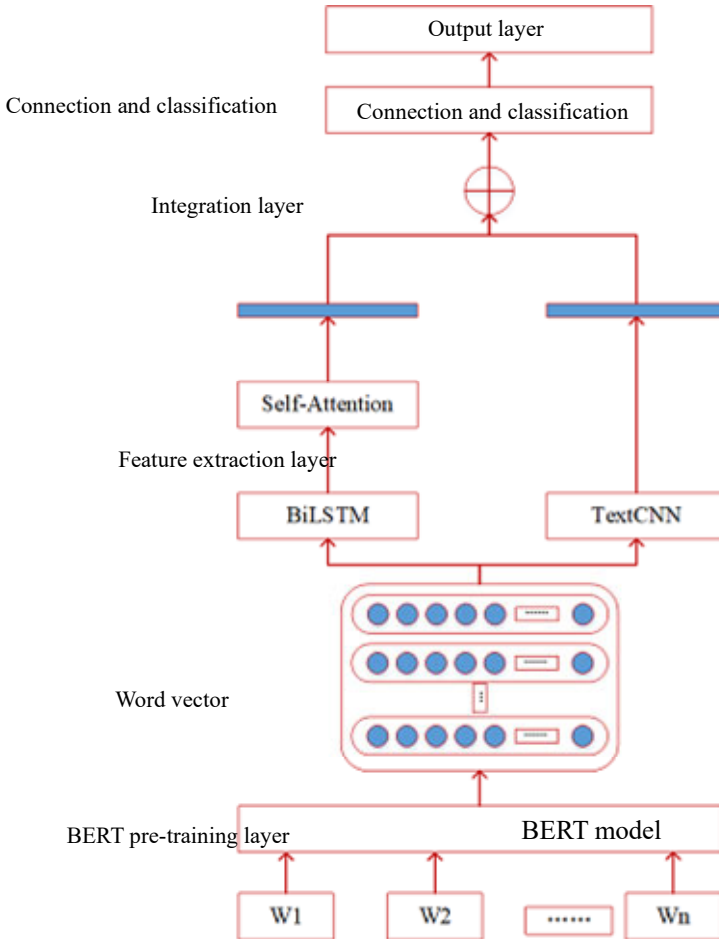 Output layer
Connection and classification
Connection and classification
Integration layer
Self-Attention
Feature extraction layer
BiLSTM
TextCNN
......
......
...
Word vector
......
BERT pre-training layer
BERT model
W1
W2
......
Wn